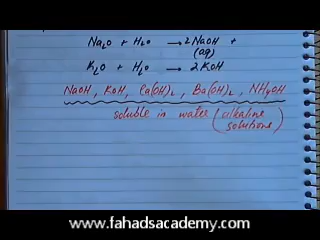 Na₂O + H₂O → 2NaOH +
(aq)
K₂O + H₂O → 2KOH
NaOH, KOH, Ca(OH)₂, Ba(OH)₂, NH₄OH
soluble in water (alkaline
solutions)
www.fahadsacademy.com